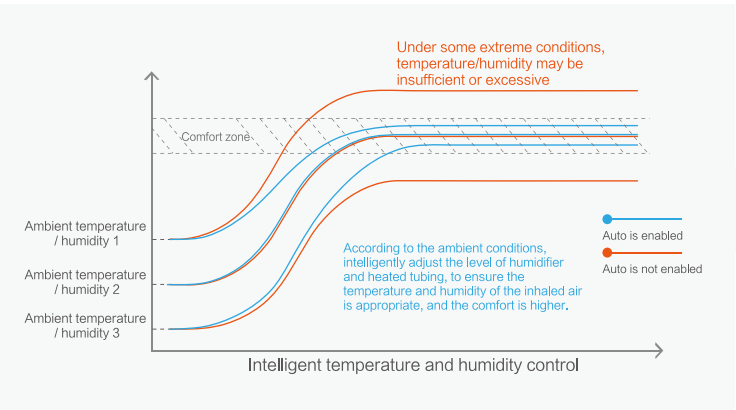 Under some extreme conditions,
temperature/humidity may be
insufficient or excessive
Comfort zone
Ambient temperature
/ humidity 1
Ambient temperature
/ humidity 2
Ambient temperature
/ humidity 3
According to the ambient conditions,
intelligently adjust the level of humidifier
and heated tubing, to ensure the
temperature and humidity of the inhaled air
is appropriate, and the comfort is higher.
Auto is enabled
Auto is not enabled
Intelligent temperature and humidity control